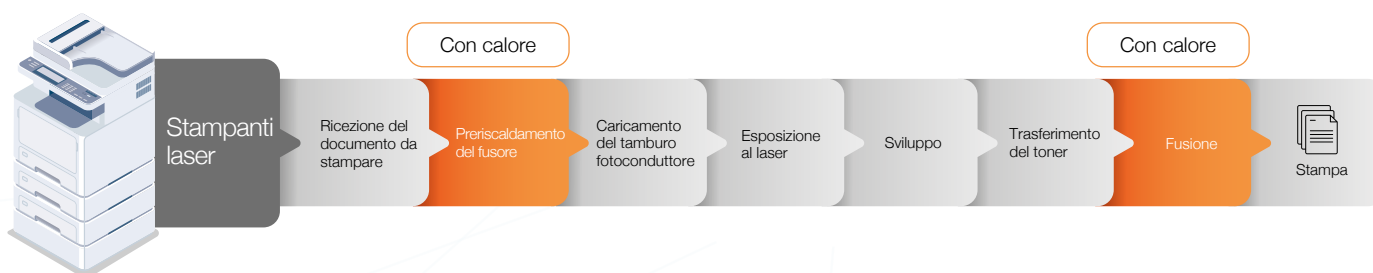 Con calore
Con calore
Stampanti
laser
Ricezione del
documento da
stampare
Preriscaldamento
del fusore
Caricamento
del tamburo
fotoconduttore
Esposizione
al laser
Sviluppo
Trasferimento
del toner
Fusione
Stampa